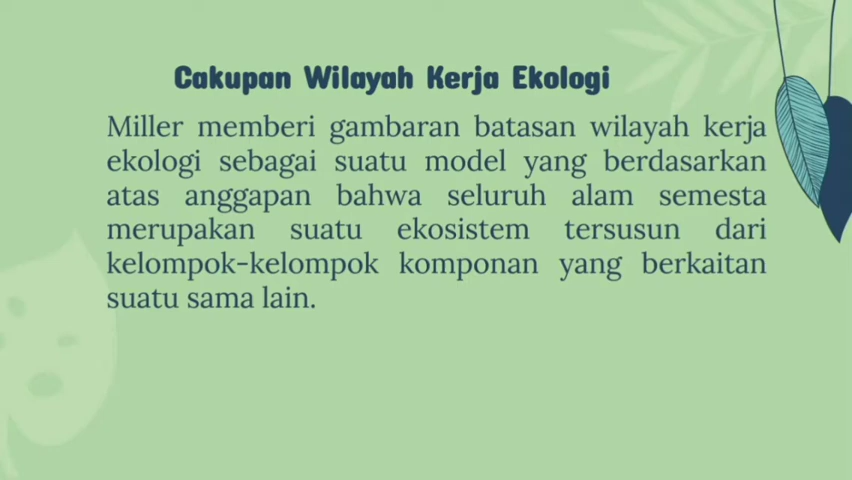 Cakupan Wilayah Kerja Ekologi
Miller memberi gambaran batasan wilayah kerja
ekologi sebagai suatu model yang berdasarkan
atas anggapan bahwa seluruh alam semesta
merupakan suatu ekosistem tersusun dari
kelompok-kelompok komponan yang berkaitan
suatu sama lain.